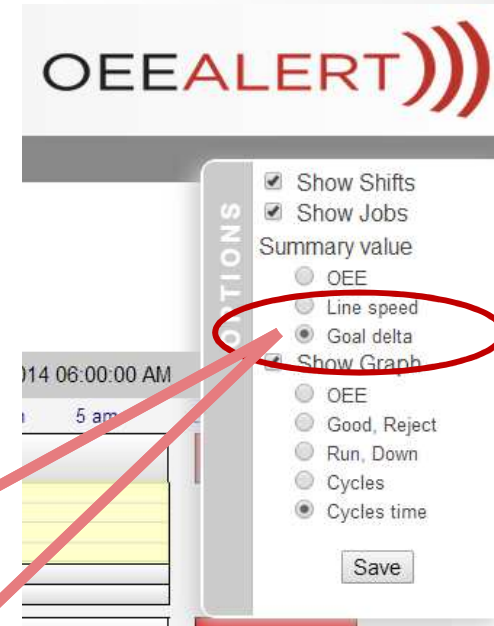 OEEALERT)))
OPTIONS
Show Shifts
Show Jobs
Summary value
OEE
Line speed
Goal delta
Show Graph
OEE
Good, Reject
Run, Down
Cycles
Cycles time
Save
014 06:00:00 AM
5 am